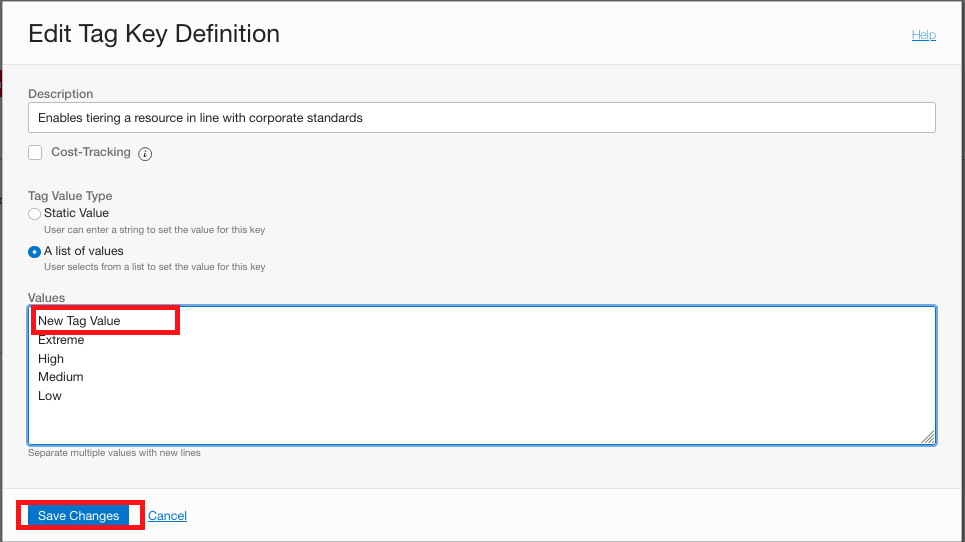 Edit Tag Key Definition
Help
Description
Enables tiering a resource in line with corporate standards
Cost-Tracking i
Tag Value Type
Static Value
User can enter a string to set the value for this key
A list of values
User selects from a list to set the value for this key
Values
New Tag Value
Extreme
High
Medium
Low
Separate multiple values with new lines
Save Changes Cancel